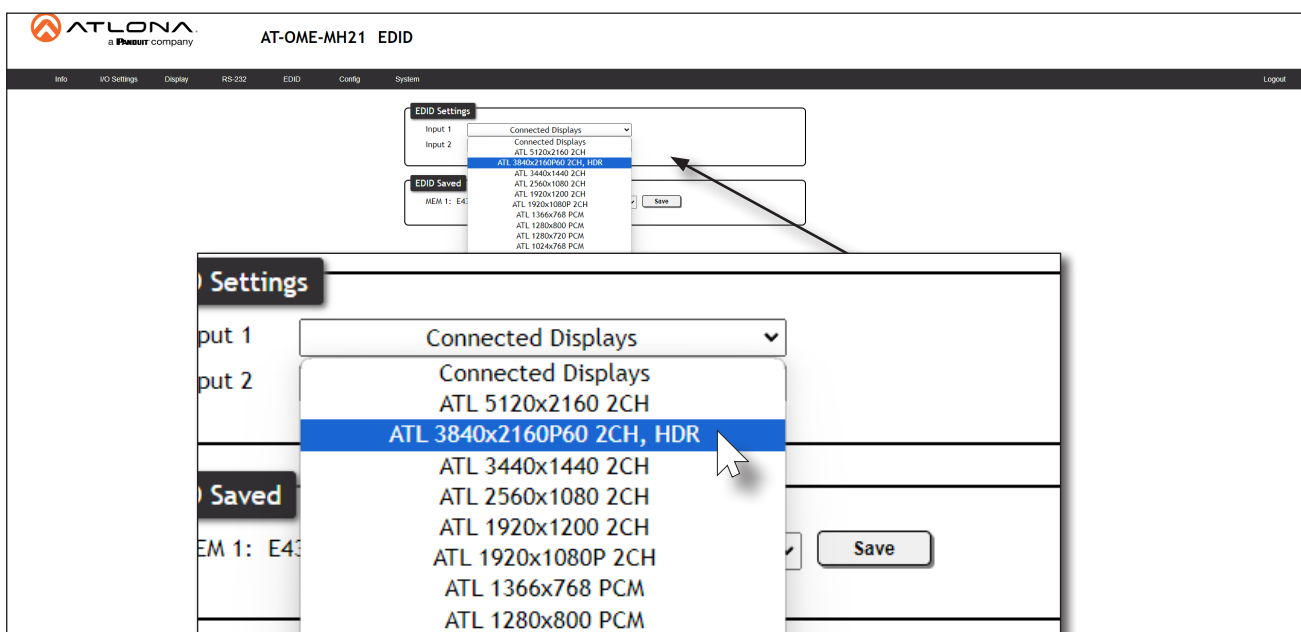 ATLONA.
a PANDUIT company
AT-OME-MH21 EDID
Info I/O Settings Display RS-232 EDID Config System Logout
EDID Settings
Input 1 Connected Displays
Input 2
Connected Displays
ATL 5120x2160 2CH
ATL 3840x2160P60 2CH, HDR
ATL 3440x1440 2CH
ATL 2560x1080 2CH
ATL 1920x1200 2CH
ATL 1920x1080P 2CH
ATL 1366x768 PCM
ATL 1280x800 PCM
ATL 1280x720 PCM
ATL 1024x768 PCM
EDID Saved
MEM 1: E43 Save
) Settings
put 1 Connected Displays
put 2
Connected Displays
ATL 5120x2160 2CH
ATL 3840x2160P60 2CH, HDR
ATL 3440x1440 2CH
ATL 2560x1080 2CH
ATL 1920x1200 2CH
ATL 1920x1080P 2CH
ATL 1366x768 PCM
ATL 1280x800 PCM
) Saved
EM 1: E43 Save